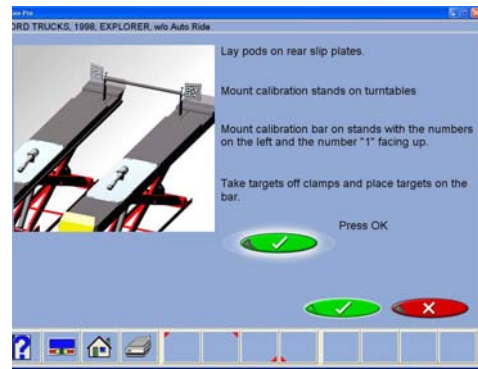 ORD TRUCKS, 1998, EXPLORER, w/o Auto Ride
Lay pods on rear slip plates.
Mount calibration stands on turntables
Mount calibration bar on stands with the numbers
on the left and the number "1" facing up.
Take targets off clamps and place targets on the
bar.
Press OK